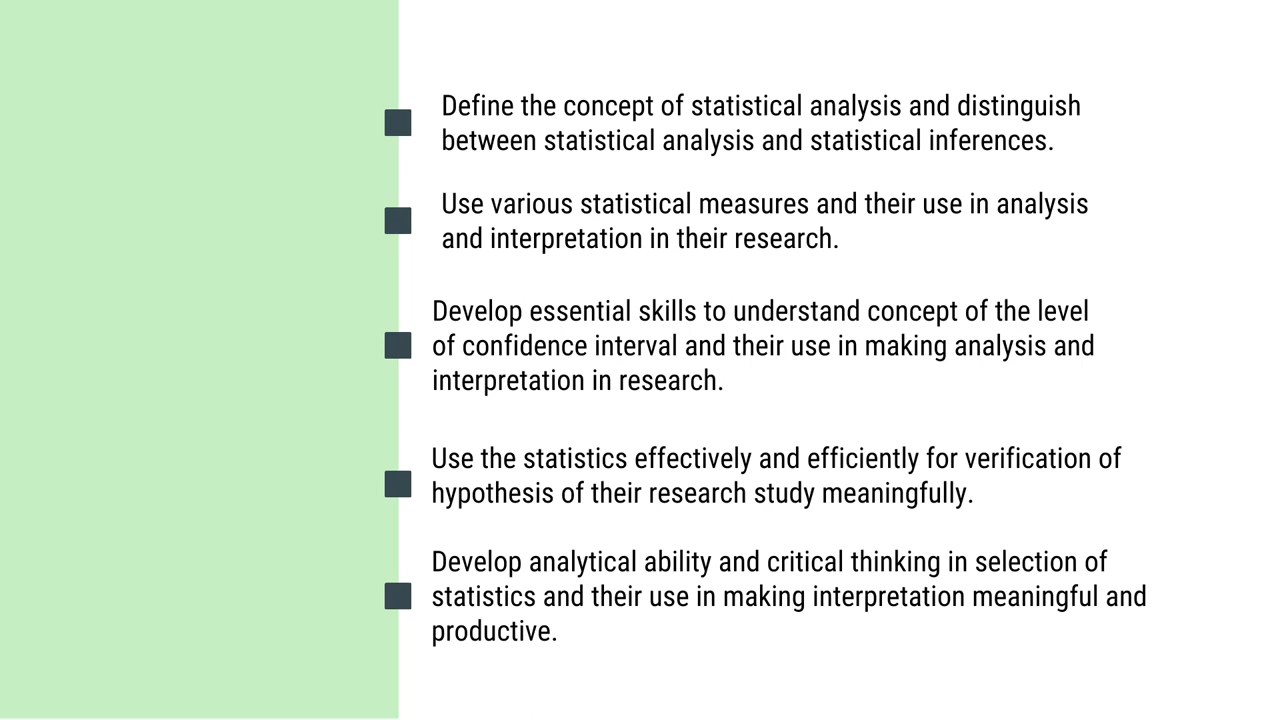 Define the concept of statistical analysis and distinguish
between statistical analysis and statistical inferences.
Use various statistical measures and their use in analysis
and interpretation in their research.
Develop essential skills to understand concept of the level
of confidence interval and their use in making analysis and
interpretation in research.
Use the statistics effectively and efficiently for verification of
hypothesis of their research study meaningfully.
Develop analytical ability and critical thinking in selection of
statistics and their use in making interpretation meaningful and
productive.